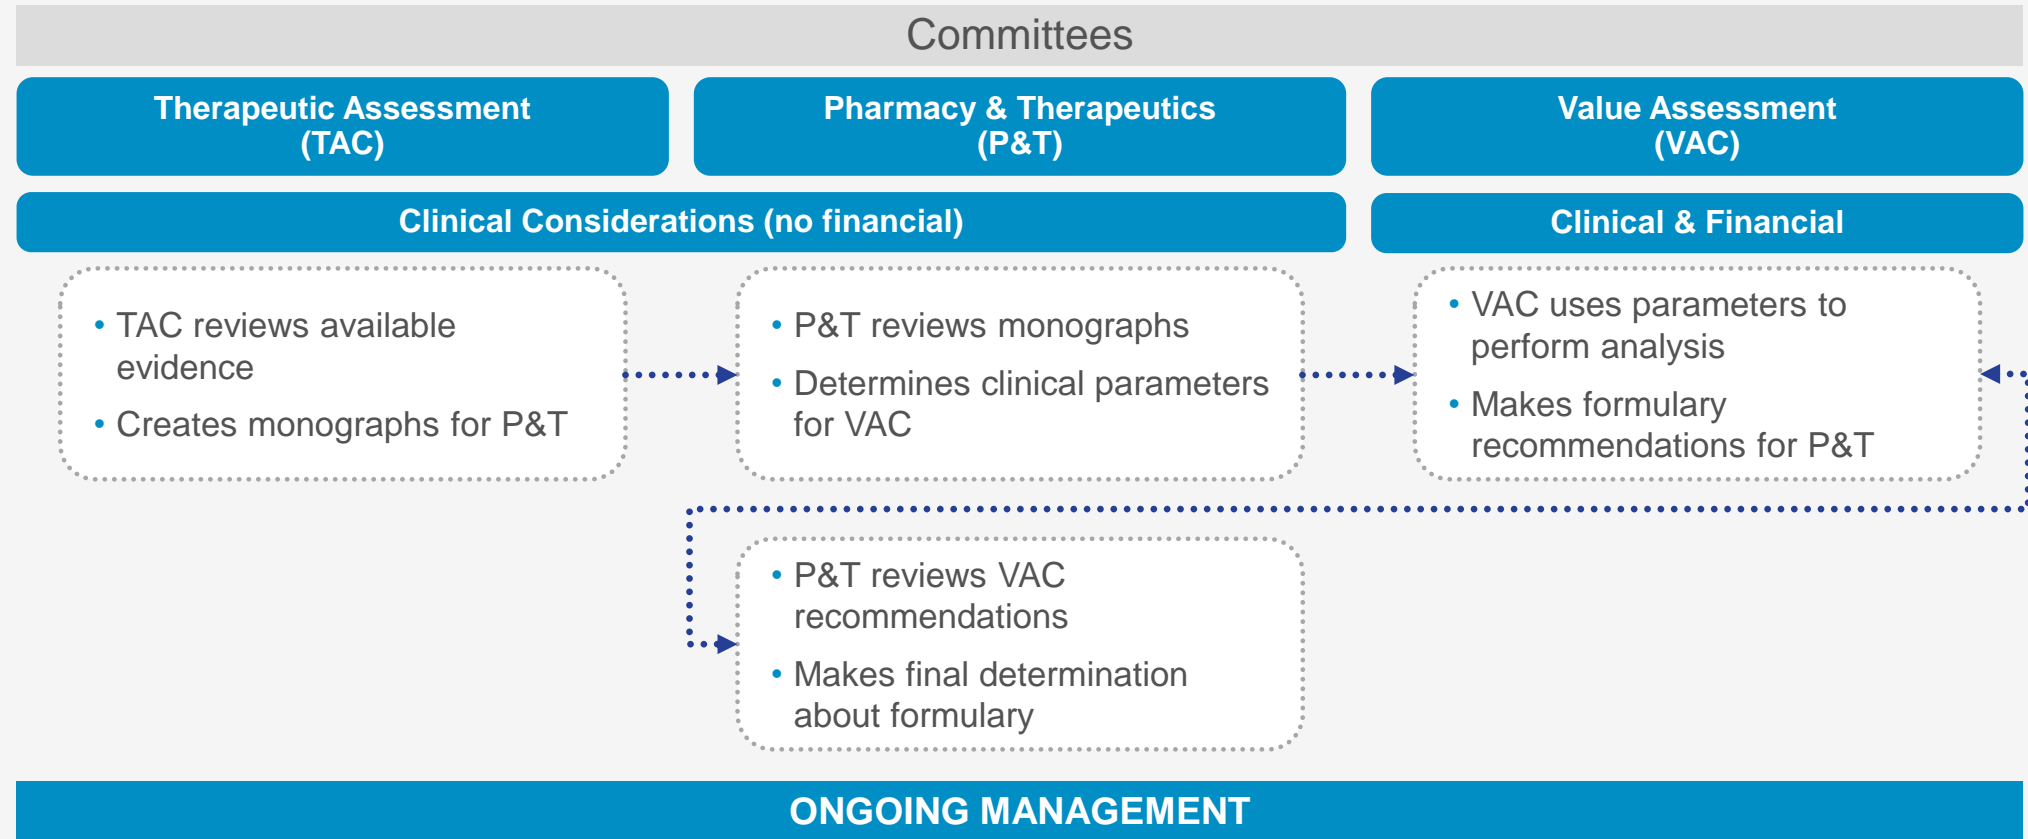 Committees
Therapeutic Assessment
(TAC)
Pharmacy & Therapeutics
(P&T)
Value Assessment
(VAC)
Clinical Considerations (no financial)
Clinical & Financial
• TAC reviews available
evidence
• Creates monographs for P&T
• P&T reviews monographs
• Determines clinical parameters
for VAC
• VAC uses parameters to
perform analysis
• Makes formulary
recommendations for P&T
• P&T reviews VAC
recommendations
• Makes final determination
about formulary
ONGOING MANAGEMENT